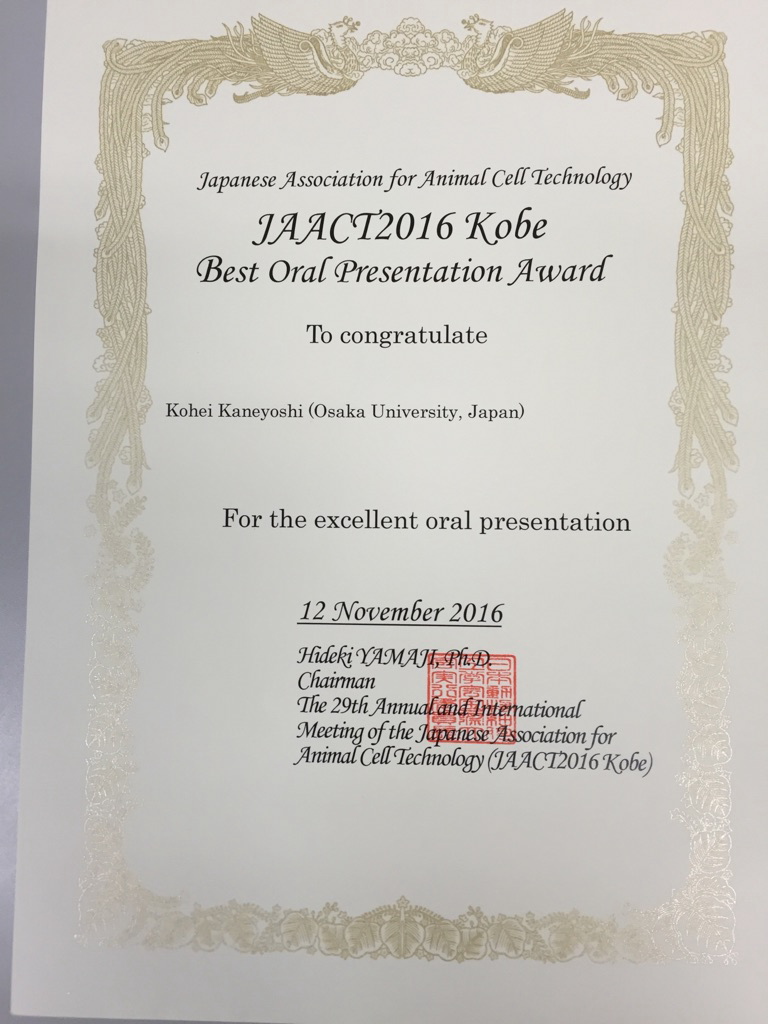 Japanese Association for Animal Cell Technology
JAACT2016 Kobe
Best Oral Presentation Award
To congratulate
Kohei Kaneyoshi (Osaka University, Japan)
For the excellent oral presentation
12 November 2016
Hideki YAMAJI, Ph.D.
Chairman
The 29th Annual and International
Meeting of the Japanese Association for
Animal Cell Technology (JAACT2016 Kobe)